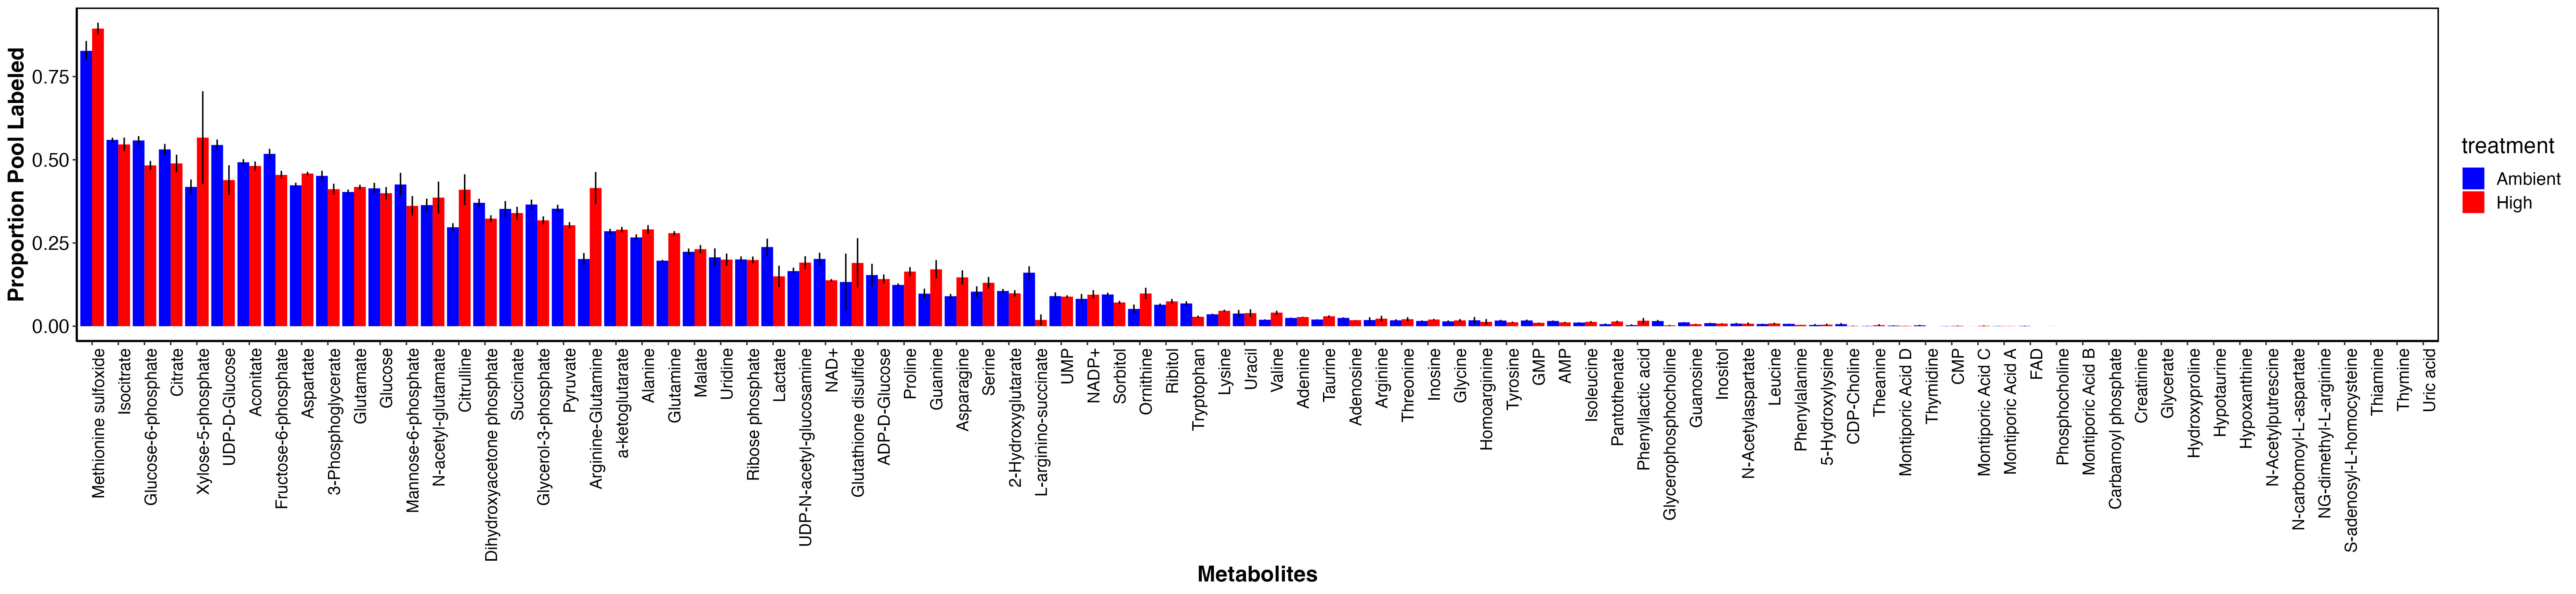 Proportion Pool Labeled
0.75
0.50
0.25
0.00
Methionine sulfoxide
Isocitrate
Glucose-6-phosphate
Citrate
Xylose-5-phosphate
UDP-D-Glucose
Aconitate
Fructose-6-phosphate
Aspartate
3-Phosphoglycerate
Glutamate
Glucose
Mannose-6-phosphate
N-acetyl-glutamate
Citrulline
Dihydroxyacetone phosphate
Succinate
Glycerol-3-phosphate
Pyruvate
Arginine-Glutamine
a-ketoglutarate
Alanine
Glutamine
Malate
Uridine
Ribose phosphate
Lactate
UDP-N-acetyl-glucosamine
NAD+
Glutathione disulfide
ADP-D-Glucose
Proline
Guanine
Asparagine
Serine
2-Hydroxyglutarate
L-arginino-succinate
UMP
NADP+
Sorbitol
Ornithine
Ribitol
Tryptophan
Lysine
Uracil
Valine
Adenine
Taurine
Adenosine
Arginine
Threonine
Inosine
Glycine
Homoarginine
Tyrosine
GMP
AMP
Isoleucine
Pantothenate
Phenyllactic acid
Glycerophosphocholine
Guanosine
Inositol
N-Acetylaspartate
Leucine
Phenylalanine
5-Hydroxylysine
CDP-Choline
Theanine
Montiporic Acid D
Thymidine
CMP
Montiporic Acid C
Montiporic Acid A
FAD
Phosphocholine
Montiporic Acid B
Carbamoyl phosphate
Creatinine
Glycerate
Hydroxyproline
Hypotaurine
Hypoxanthine
N-Acetylputrescine
N-carbomoyl-L-aspartate
NG-dimethyl-L-arginine
S-adenosyl-L-homocysteine
Thiamine
Thymine
Uric acid
Metabolites
treatment
Ambient
High